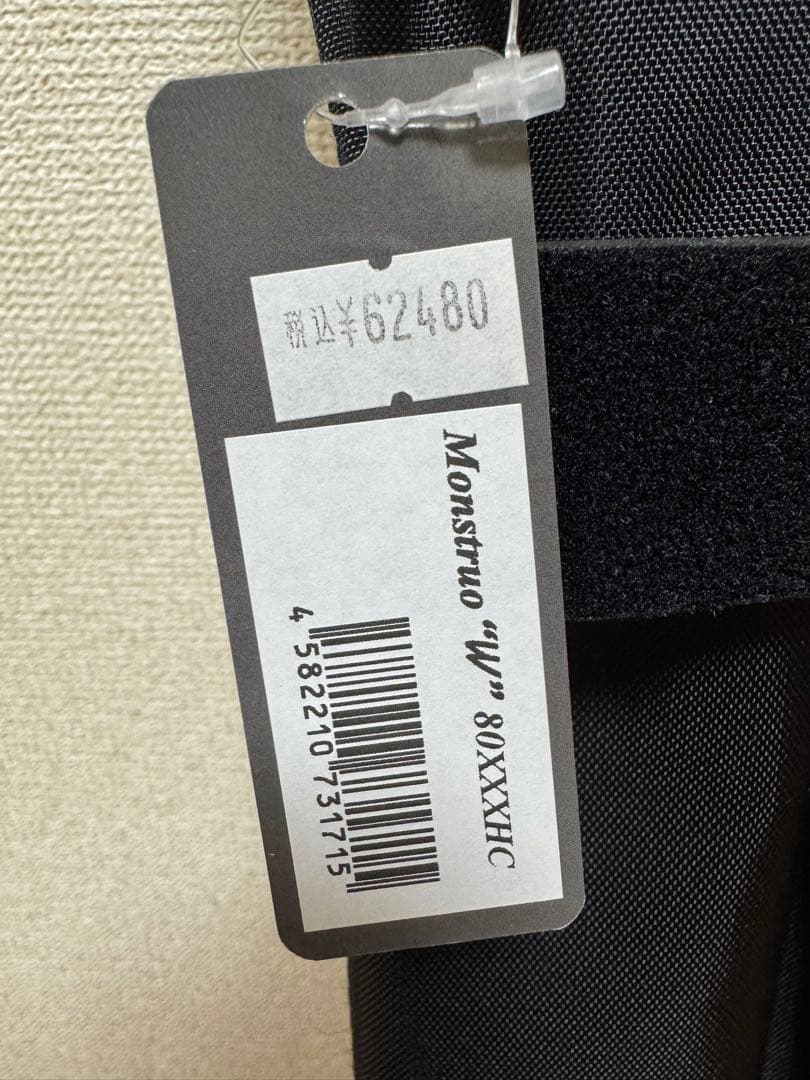 税込¥62480
Monstruo “W” 80XXXHC
4 582210 731715